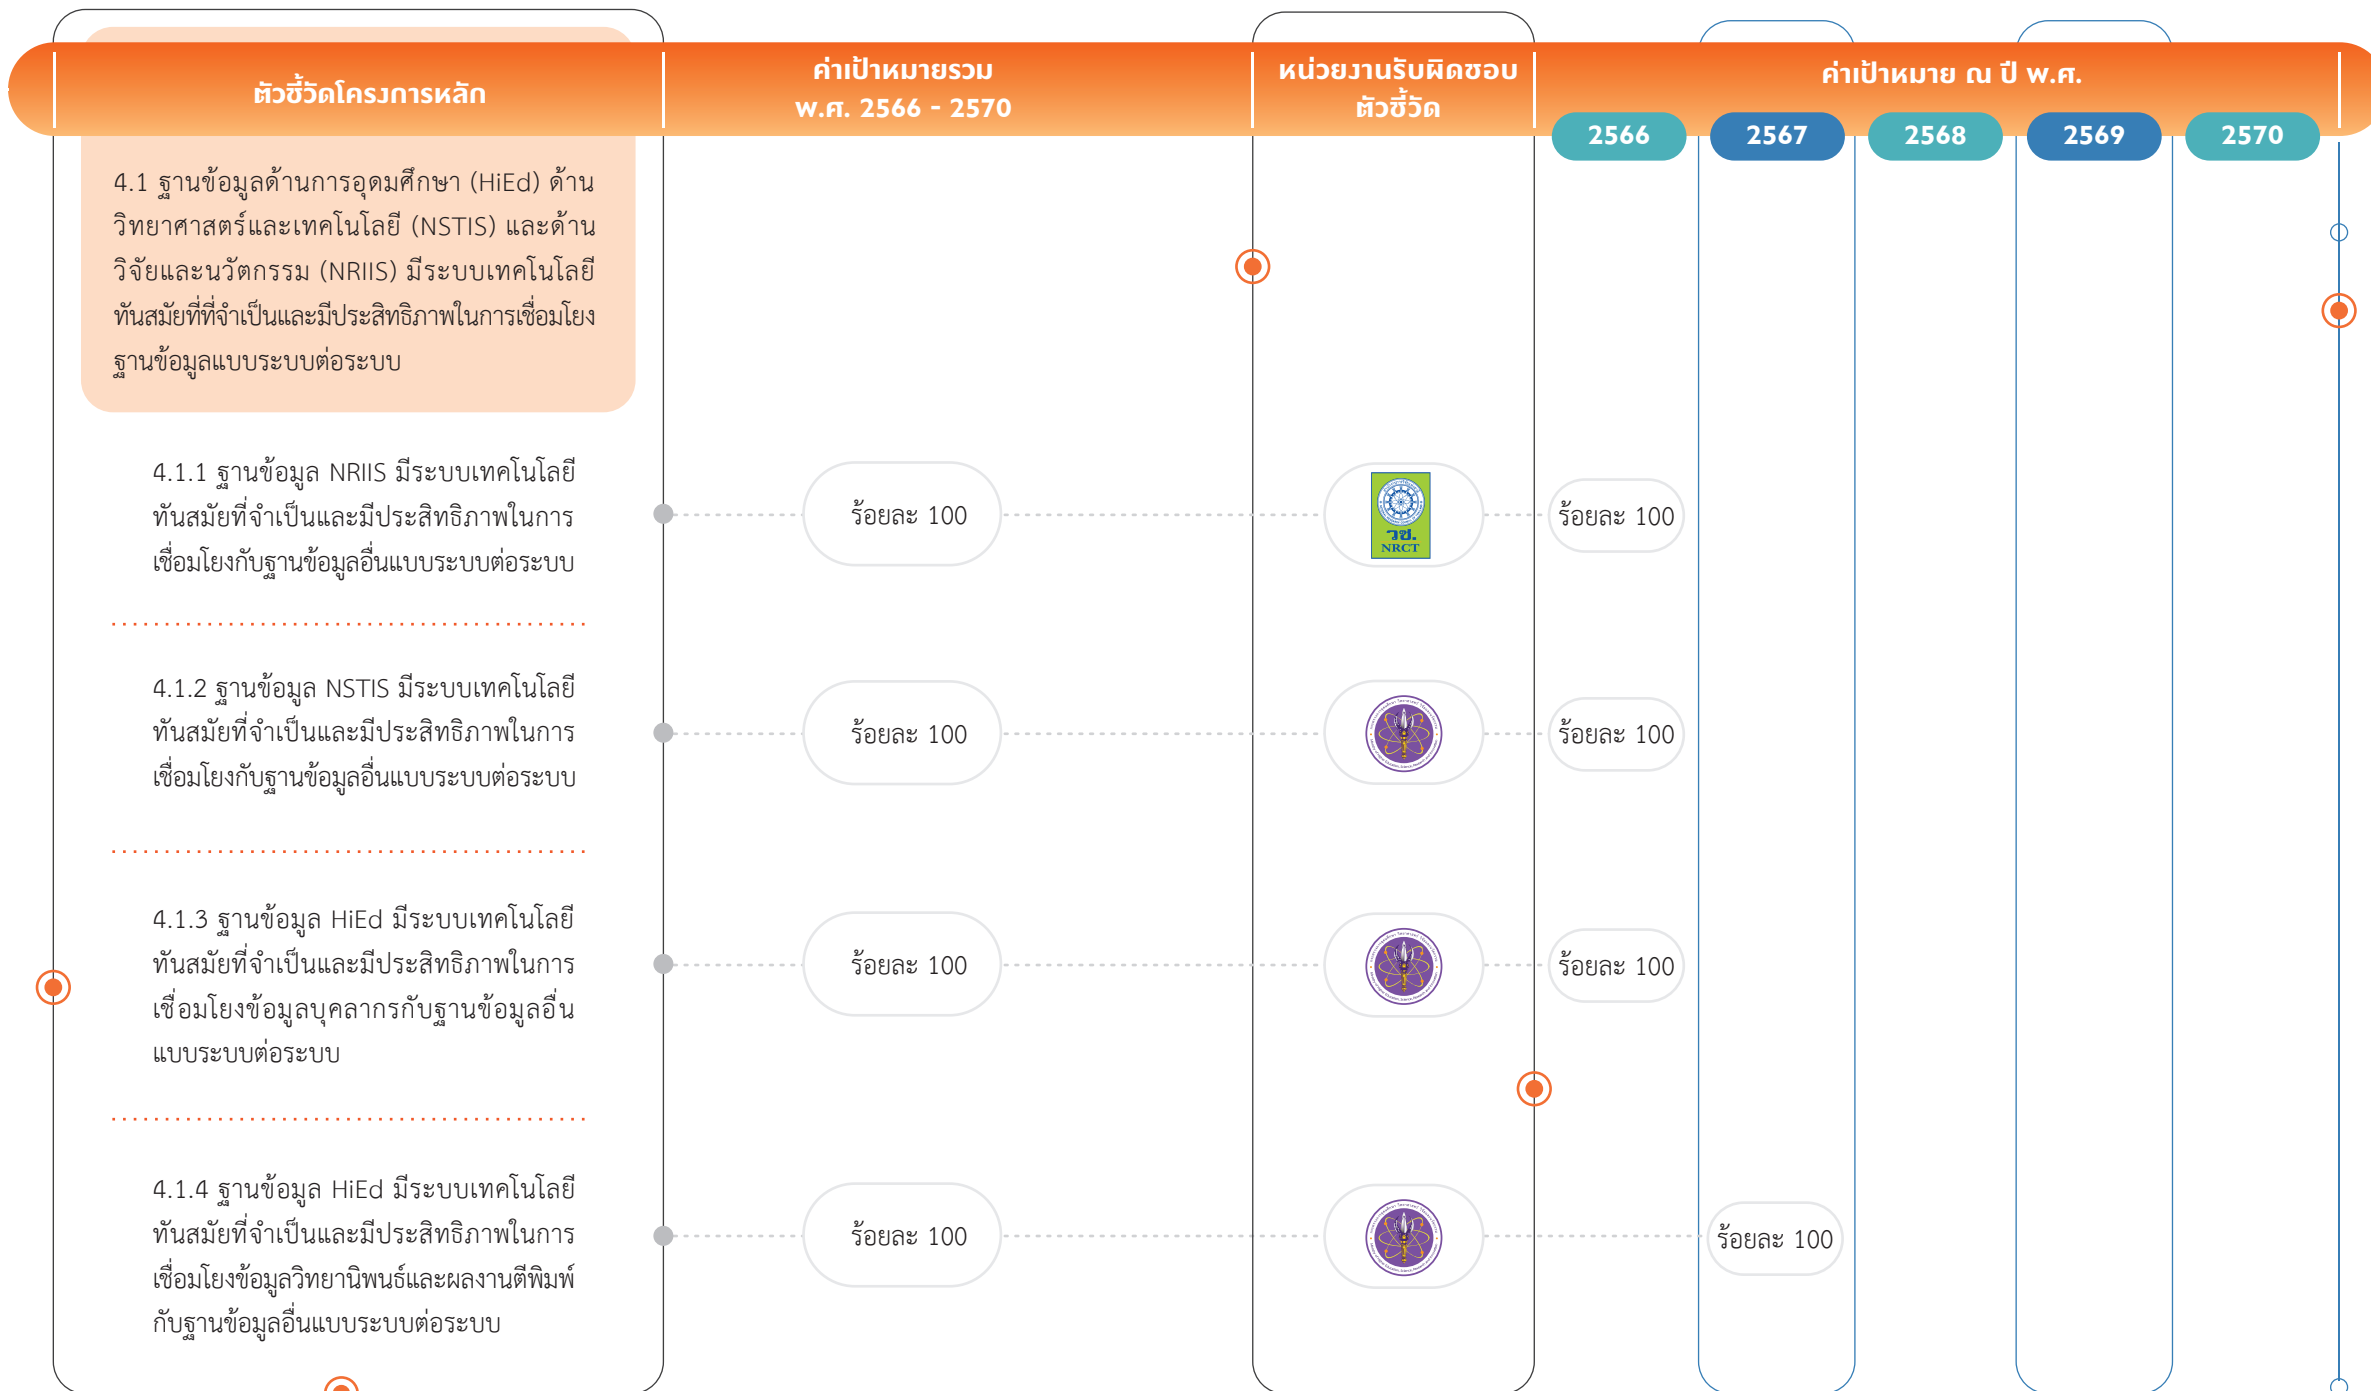 ตัวชี้วัดโครงการหลัก
ค่าเป้าหมายรวม
พ.ศ. 2566 - 2570
หน่วยงานรับผิดชอบ
ตัวชี้วัด
ค่าเป้าหมาย ณ ปี พ.ศ.
2566
2567
2568
2569
2570
4.1 ฐานข้อมูลด้านการอุดมศึกษา (HiEd) ด้าน
วิทยาศาสตร์และเทคโนโลยี (NSTIS) และด้าน
วิจัยและนวัตกรรม (NRIIS) มีระบบเทคโนโลยี
ทันสมัยที่ที่จำเป็นและมีประสิทธิภาพในการเชื่อมโยง
ฐานข้อมูลแบบระบบต่อระบบ
4.1.1 ฐานข้อมูล NRIIS มีระบบเทคโนโลยี
ทันสมัยที่จำเป็นและมีประสิทธิภาพในการ
เชื่อมโยงกับฐานข้อมูลอื่นแบบระบบต่อระบบ
ร้อยละ 100
วช.
NRCT
ร้อยละ 100
4.1.2 ฐานข้อมูล NSTIS มีระบบเทคโนโลยี
ทันสมัยที่จำเป็นและมีประสิทธิภาพในการ
เชื่อมโยงกับฐานข้อมูลอื่นแบบระบบต่อระบบ
ร้อยละ 100
ร้อยละ 100
4.1.3 ฐานข้อมูล HiEd มีระบบเทคโนโลยี
ทันสมัยที่จำเป็นและมีประสิทธิภาพในการ
เชื่อมโยงข้อมูลบุคลากรกับฐานข้อมูลอื่น
แบบระบบต่อระบบ
ร้อยละ 100
ร้อยละ 100
4.1.4 ฐานข้อมูล HiEd มีระบบเทคโนโลยี
ทันสมัยที่จำเป็นและมีประสิทธิภาพในการ
เชื่อมโยงข้อมูลวิทยานิพนธ์และผลงานตีพิมพ์
กับฐานข้อมูลอื่นแบบระบบต่อระบบ
ร้อยละ 100
ร้อยละ 100